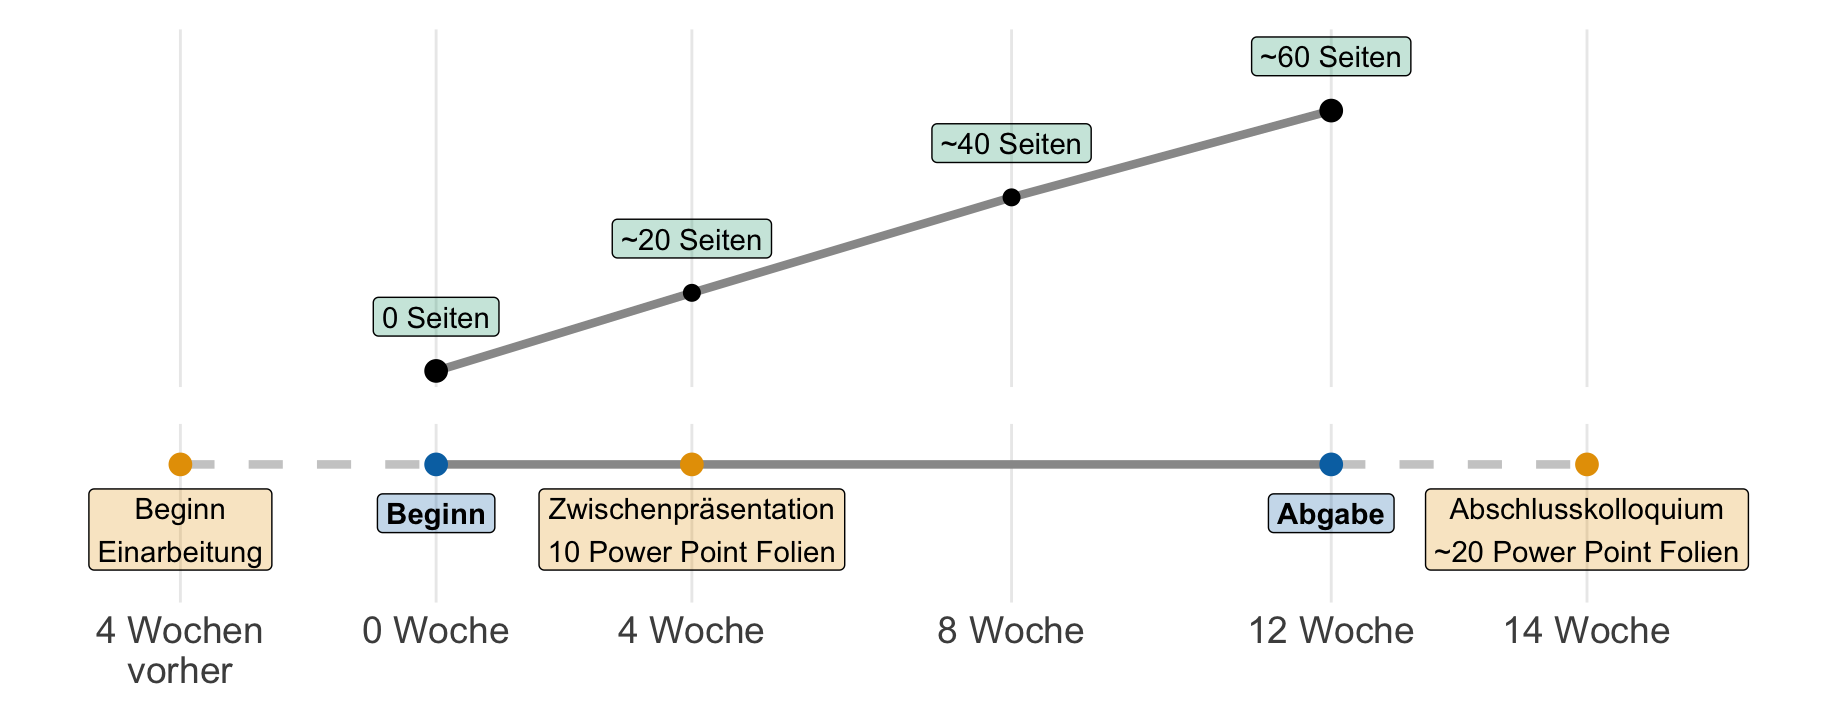 ~60 Seiten
~40 Seiten
~20 Seiten
0 Seiten
Beginn
Einarbeitung
Beginn
Zwischenpräsentation
10 Power Point Folien
Abgabe
Abschlusskolloquium
~20 Power Point Folien
4 Wochen
vorher
0 Woche
4 Woche
8 Woche
12 Woche
14 Woche